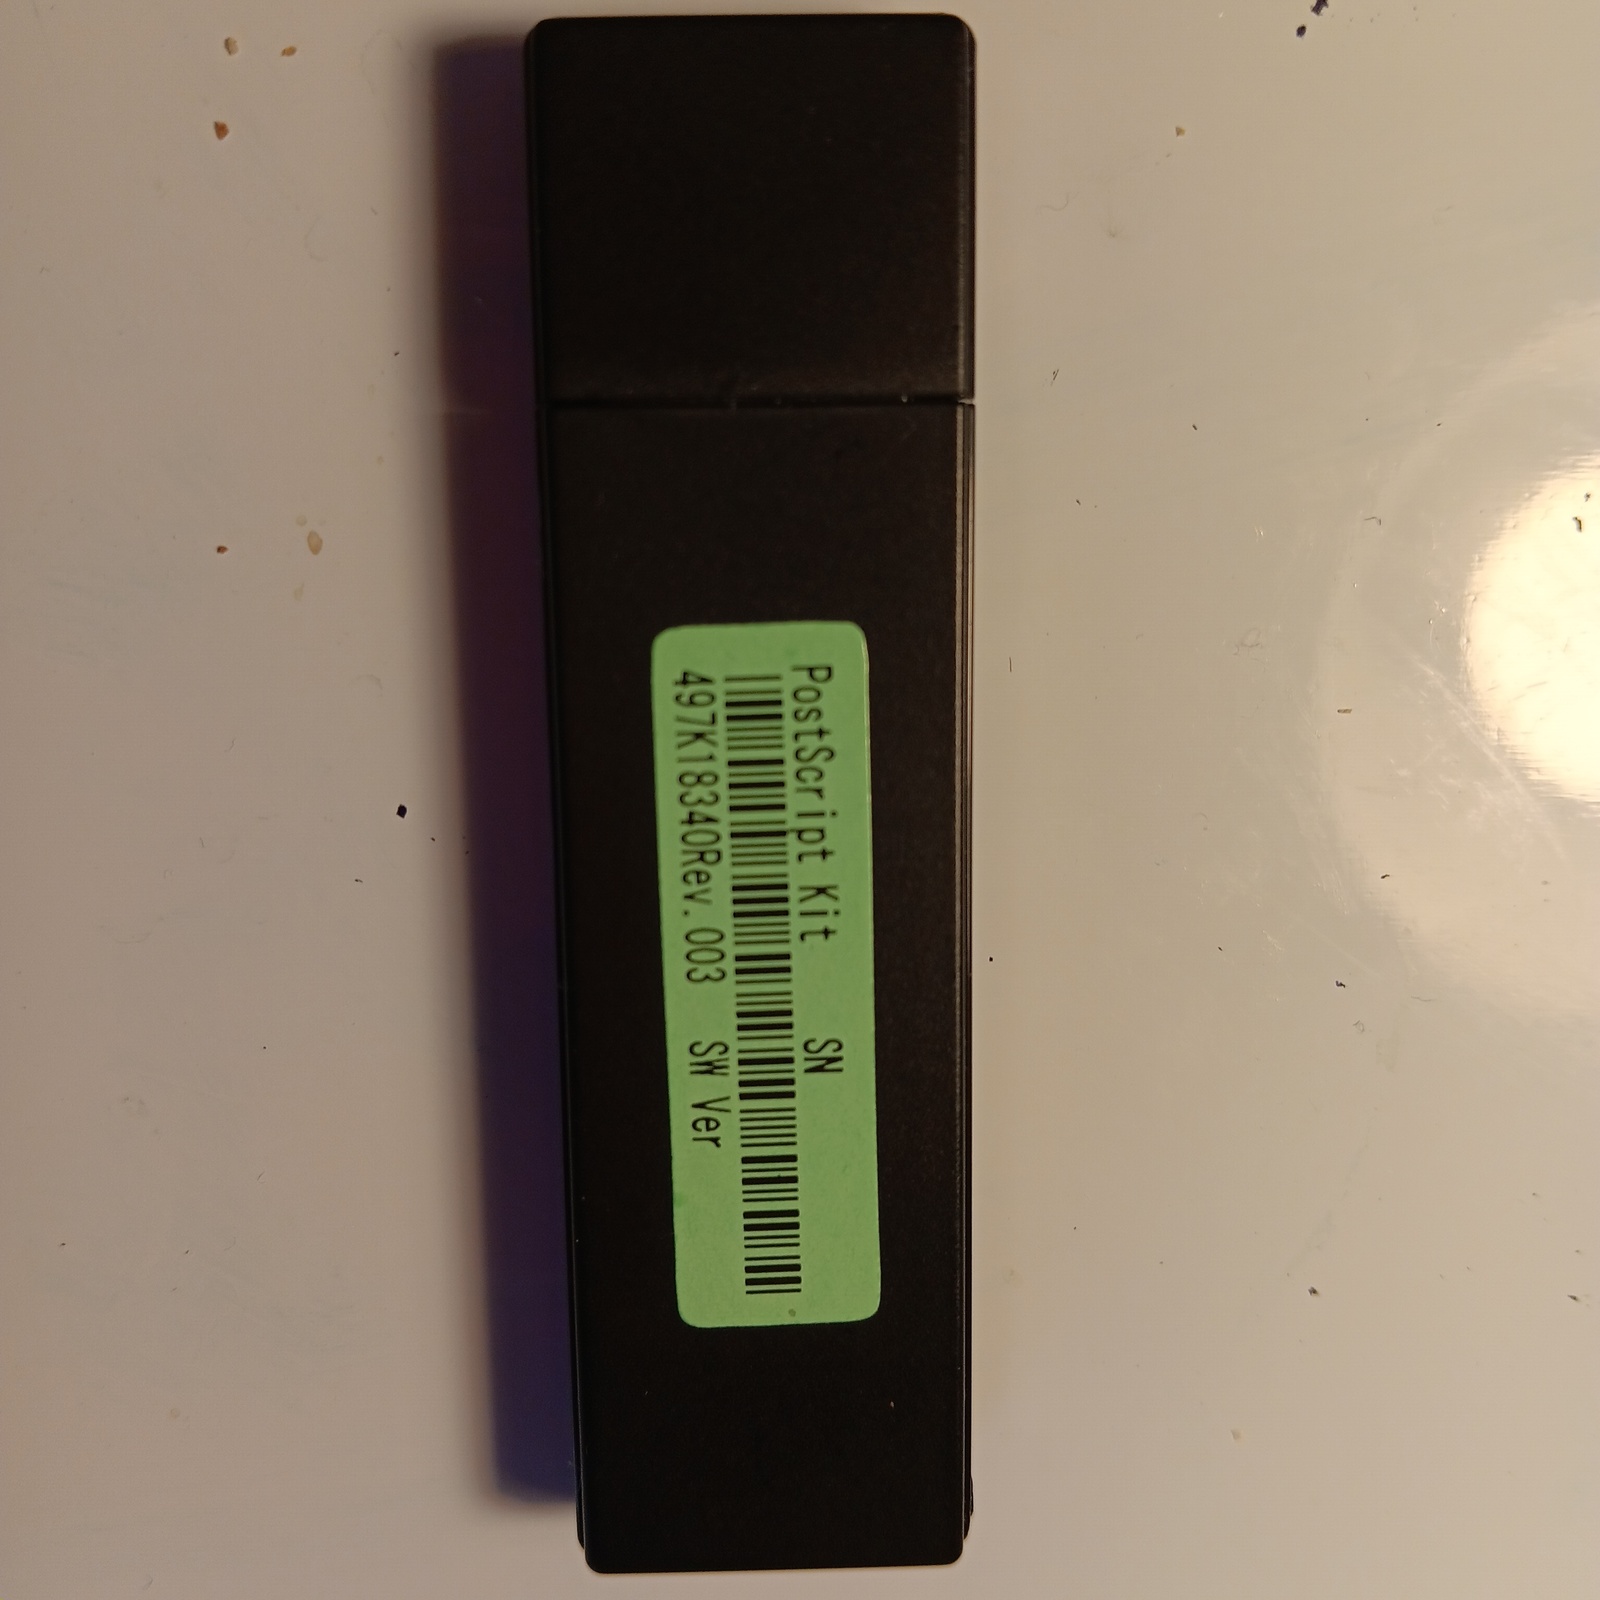 PostScript Kit SN
497K18340Rev.003 SW Ver